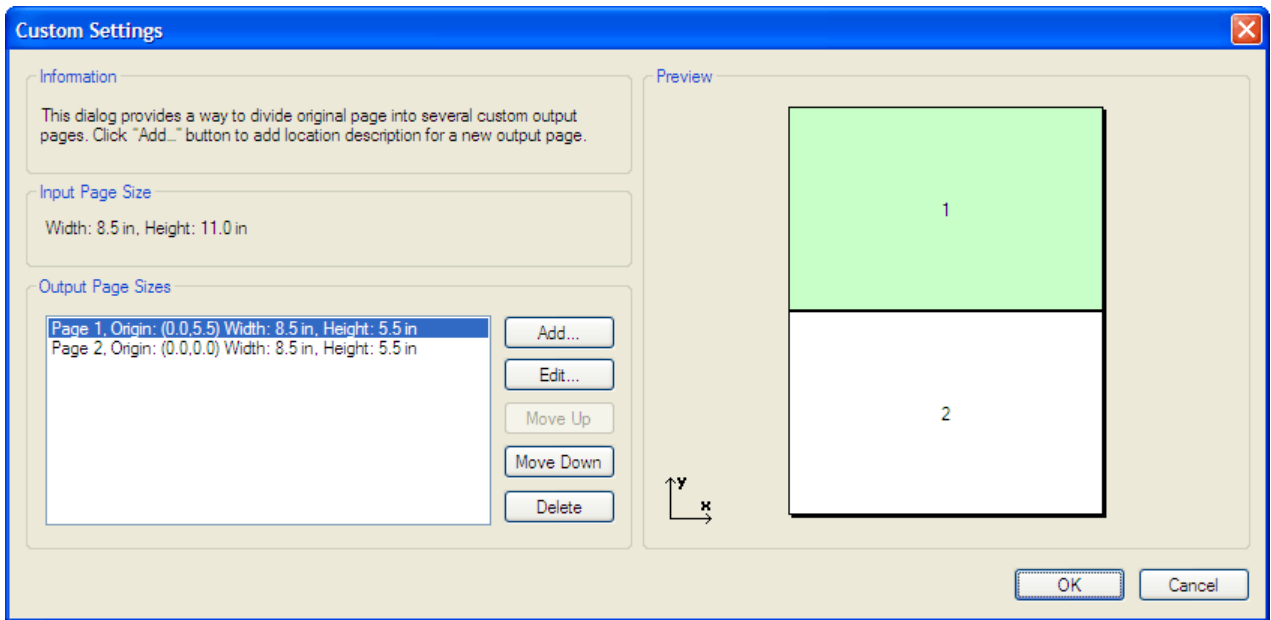 Custom Settings
Information
This dialog provides a way to divide original page into several custom output
pages. Click "Add..." button to add location description for a new output page.
Input Page Size
Width: 8.5 in, Height: 11.0 in
Output Page Sizes
Page 1, Origin: (0.0,5.5) Width: 8.5 in, Height: 5.5 in
Page 2, Origin: (0.0,0.0) Width: 8.5 in, Height: 5.5 in
Add...
Edit...
Move Up
Move Down
Delete
Preview
1
2
y
x
OK
Cancel